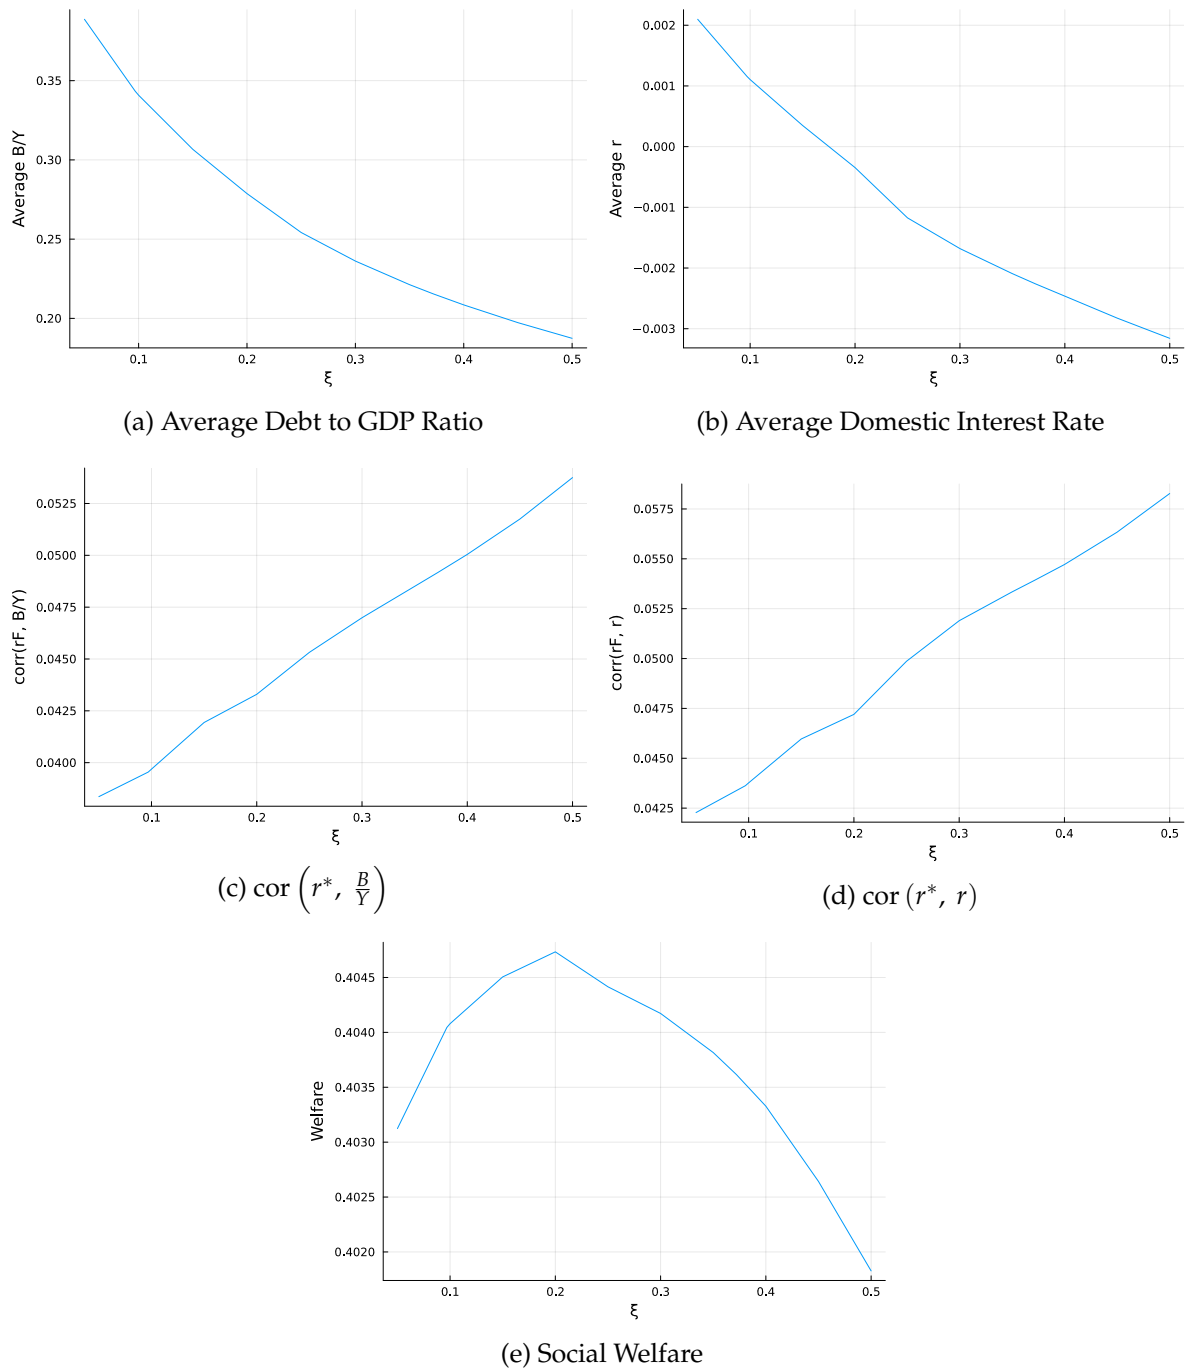 0.35
0.30
0.25
0.20
Average B/Y
0.1 0.2 0.3 0.4 0.5
ξ
(a) Average Debt to GDP Ratio
0.002
0.001
0.000
−0.001
−0.002
−0.003
Average r
0.1 0.2 0.3 0.4 0.5
ξ
(b) Average Domestic Interest Rate
0.0525
0.0500
0.0475
0.0450
0.0425
0.0400
corr(rF, B/Y)
0.1 0.2 0.3 0.4 0.5
ξ
(c) cor (r*, B/Y)
0.0575
0.0550
0.0525
0.0500
0.0475
0.0450
0.0425
corr(rF, r)
0.1 0.2 0.3 0.4 0.5
ξ
(d) cor (r*, r)
0.4045
0.4040
0.4035
0.4030
0.4025
0.4020
Welfare
0.1 0.2 0.3 0.4 0.5
ξ
(e) Social Welfare